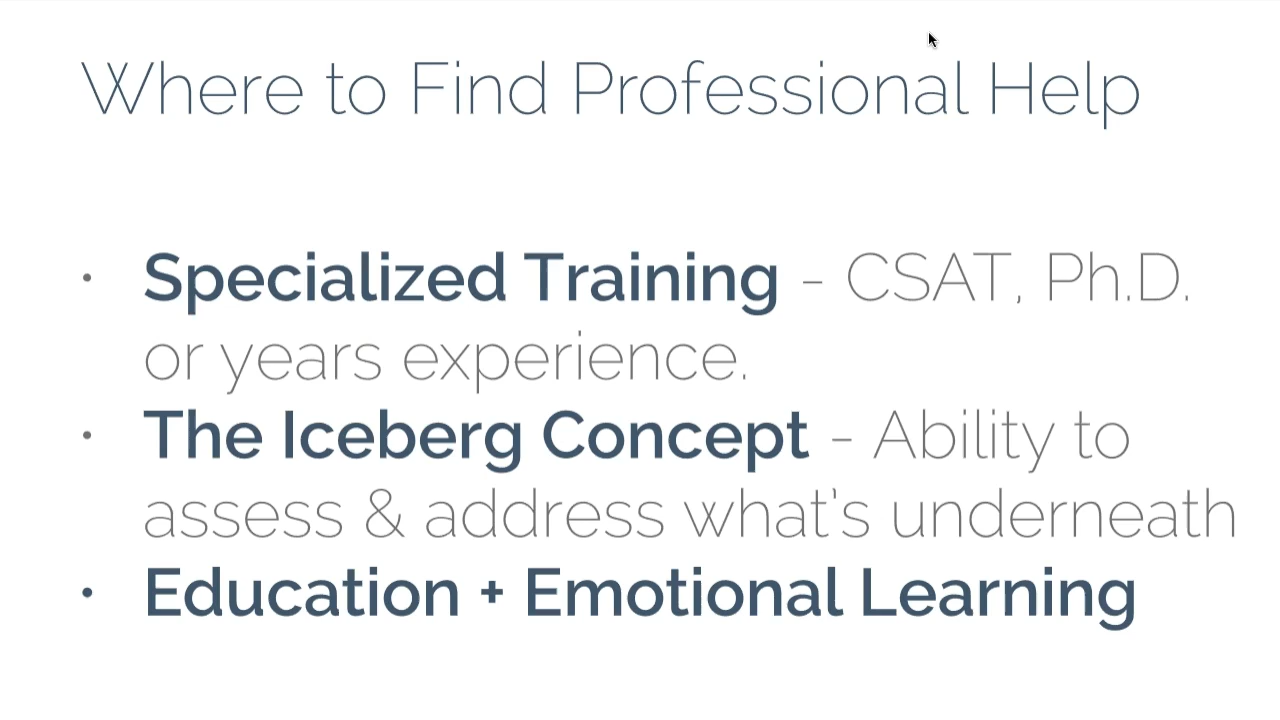 Where to Find Professional Help
• Specialized Training - CSAT, Ph.D.
or years experience.
• The Iceberg Concept - Ability to
assess & address what's underneath
• Education + Emotional Learning